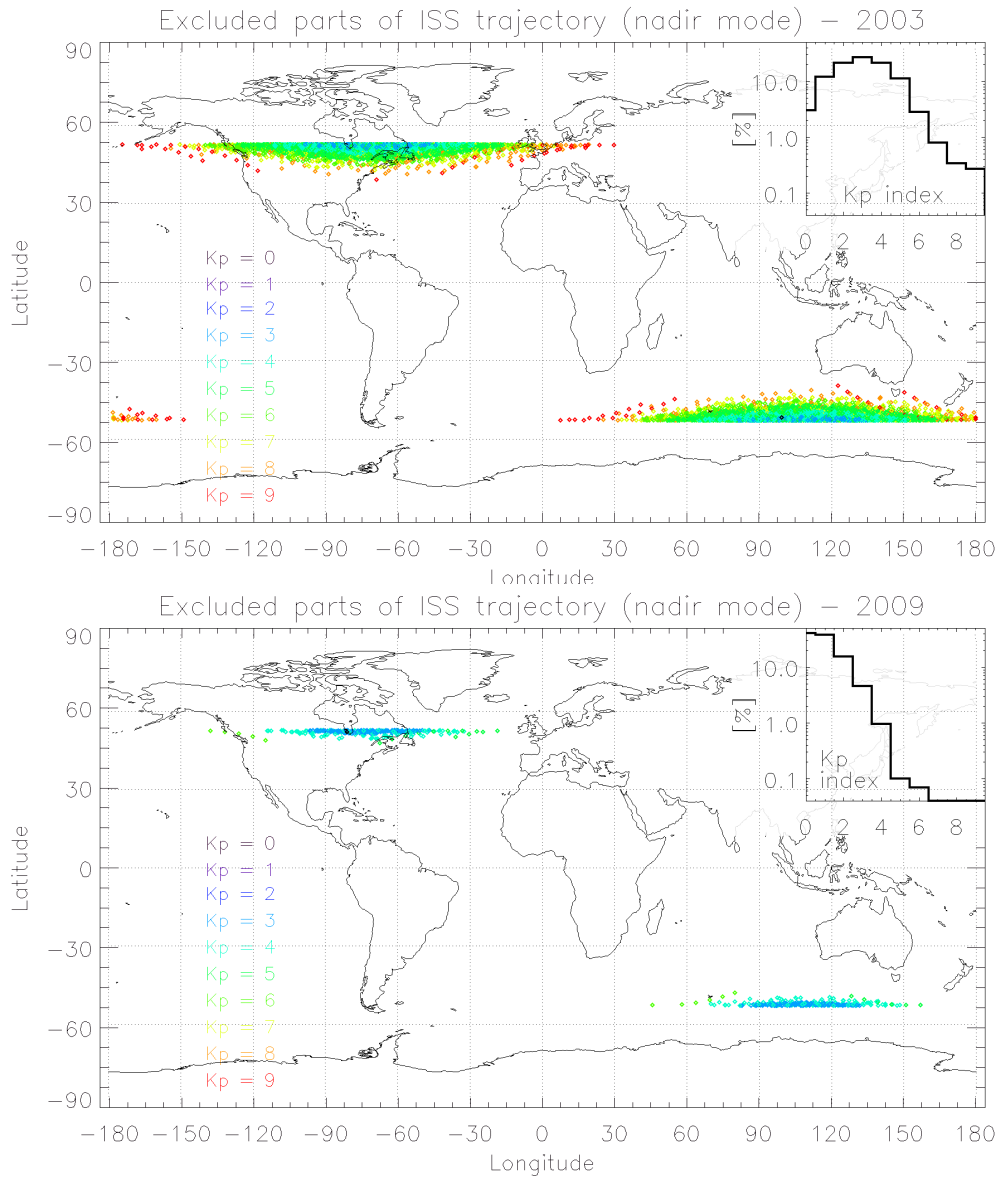 Excluded parts of ISS trajectory (nadir mode) − 2003
90
60
30
0
−30
−60
−90
Latitude
Kp = 0
Kp = 1
Kp = 2
Kp = 3
Kp = 4
Kp = 5
Kp = 6
Kp = 7
Kp = 8
Kp = 9
[%]
10.0
1.0
0.1
Kp index
0 2 4 6 8
−180 −150 −120 −90 −60 −30 0 30 60 90 120 150 180
Longitude
Excluded parts of ISS trajectory (nadir mode) − 2009
90
60
30
0
−30
−60
−90
Latitude
Kp = 0
Kp = 1
Kp = 2
Kp = 3
Kp = 4
Kp = 5
Kp = 6
Kp = 7
Kp = 8
Kp = 9
[%]
10.0
1.0
0.1
Kp
index
0 2 4 6 8
−180 −150 −120 −90 −60 −30 0 30 60 90 120 150 180
Longitude